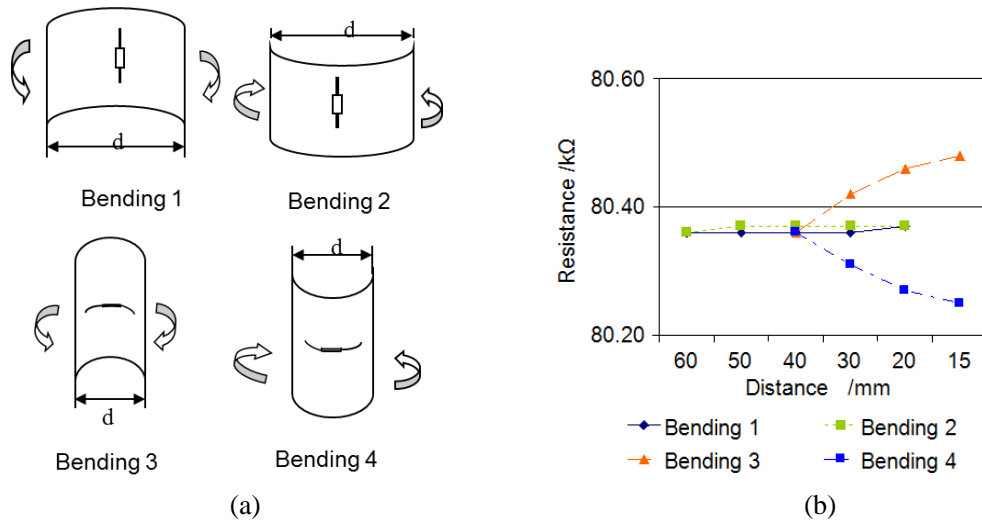 d
d
Bending 1
Bending 2
d
d
Bending 3
Bending 4
(a)
80.60
80.40
80.20
Resistance /kΩ
60 50 40 30 20 15
Distance /mm
Bending 1 Bending 2
Bending 3 Bending 4
(b)